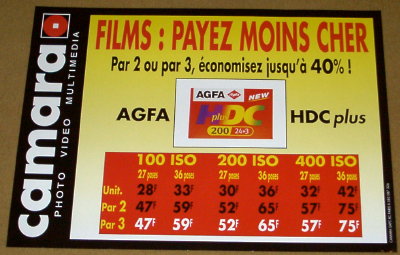 camara
PHOTO VIDEO MULTIMEDIA
FILMS : PAYEZ MOINS CHER
Par 2 ou par 3, économisez jusqu'à 40% !
AGFA
AGFA NEW
HDC plus
200 24+3
HDC plus
100 ISO 200 ISO 400 ISO
27 poses 36 poses 27 poses 36 poses 27 poses 36 poses
Unit. 28F 33F 30F 36F 32F 42F
Par 2 47F 59F 52F 65F 57F 75F
Par 3 47F 59F 52F 65F 57F 75F